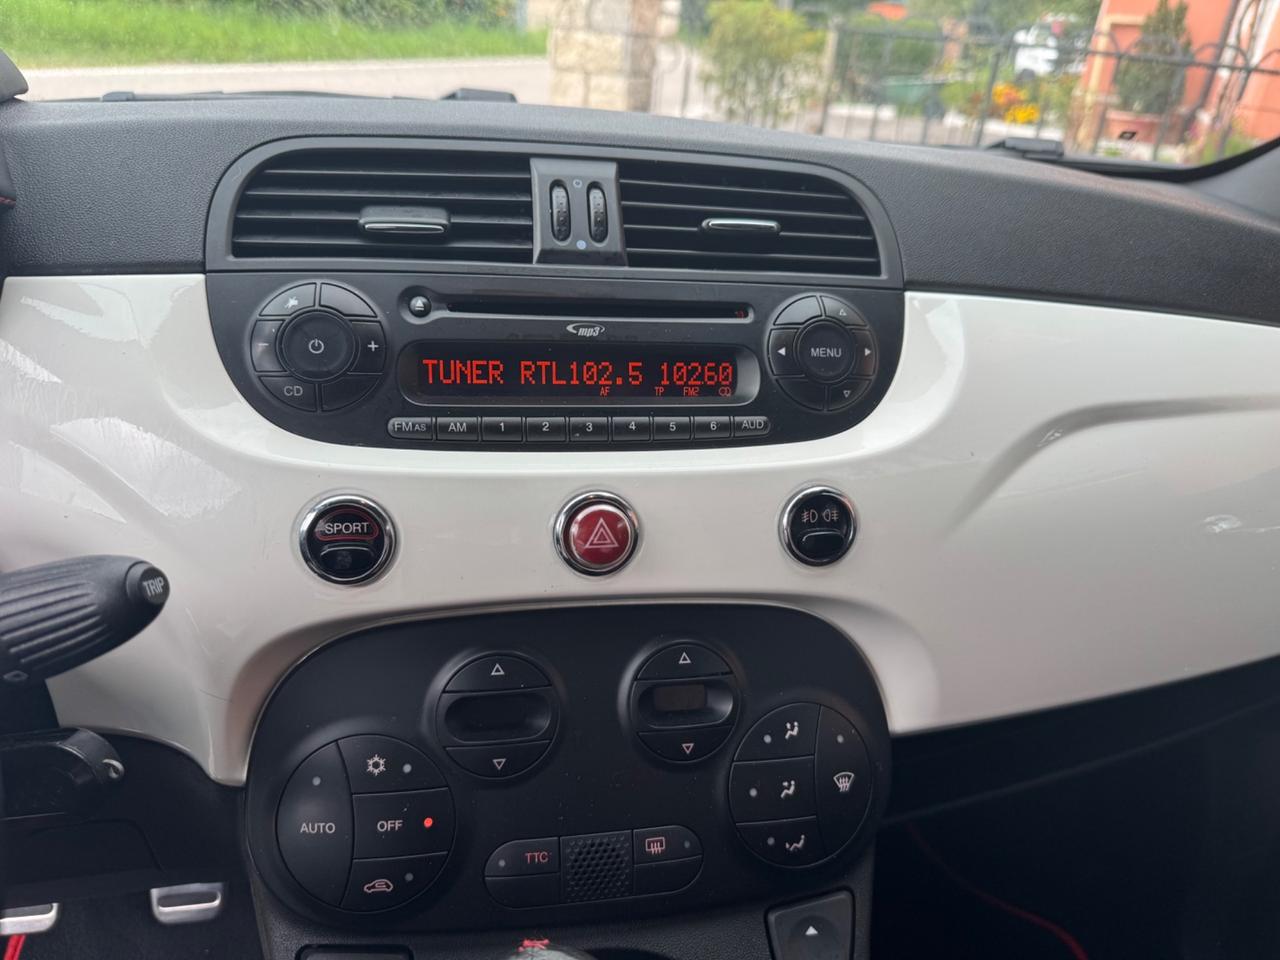 mp3
TUNER RTL102.5 10260
AF TP FM2 CD
MENU
CD
FM AS AM 1 2 3 4 5 6 AUD
SPORT
TRIP
AUTO
OFF
TTC